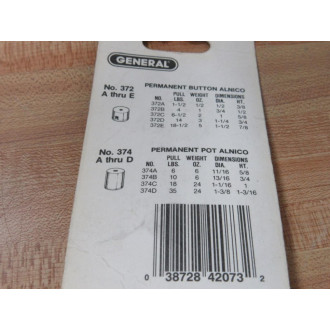 GENERAL
No. 372
A thru E
PERMANENT BUTTON ALNICO
PULL WEIGHT DIMENSIONS
NO. LBS. OZ. DIA. HT.
372A 1-1/2 1/2 1/2 3/8
372B 4 1 3/4 1/2
372C 6-1/2 2 1 5/8
372D 14 3 1-1/4 3/4
372E 18-1/2 5 1-1/2 7/8
No. 374
A thru D
PERMANENT POT ALNICO
PULL WEIGHT DIMENSIONS
NO. LBS. OZ. DIA. HT.
374A 6 6 11/16 5/8
374B 10 6 13/16 3/4
374C 18 24 1-1/16 1
374D 35 24 1-3/8 1-3/16
0 38728 42073 2